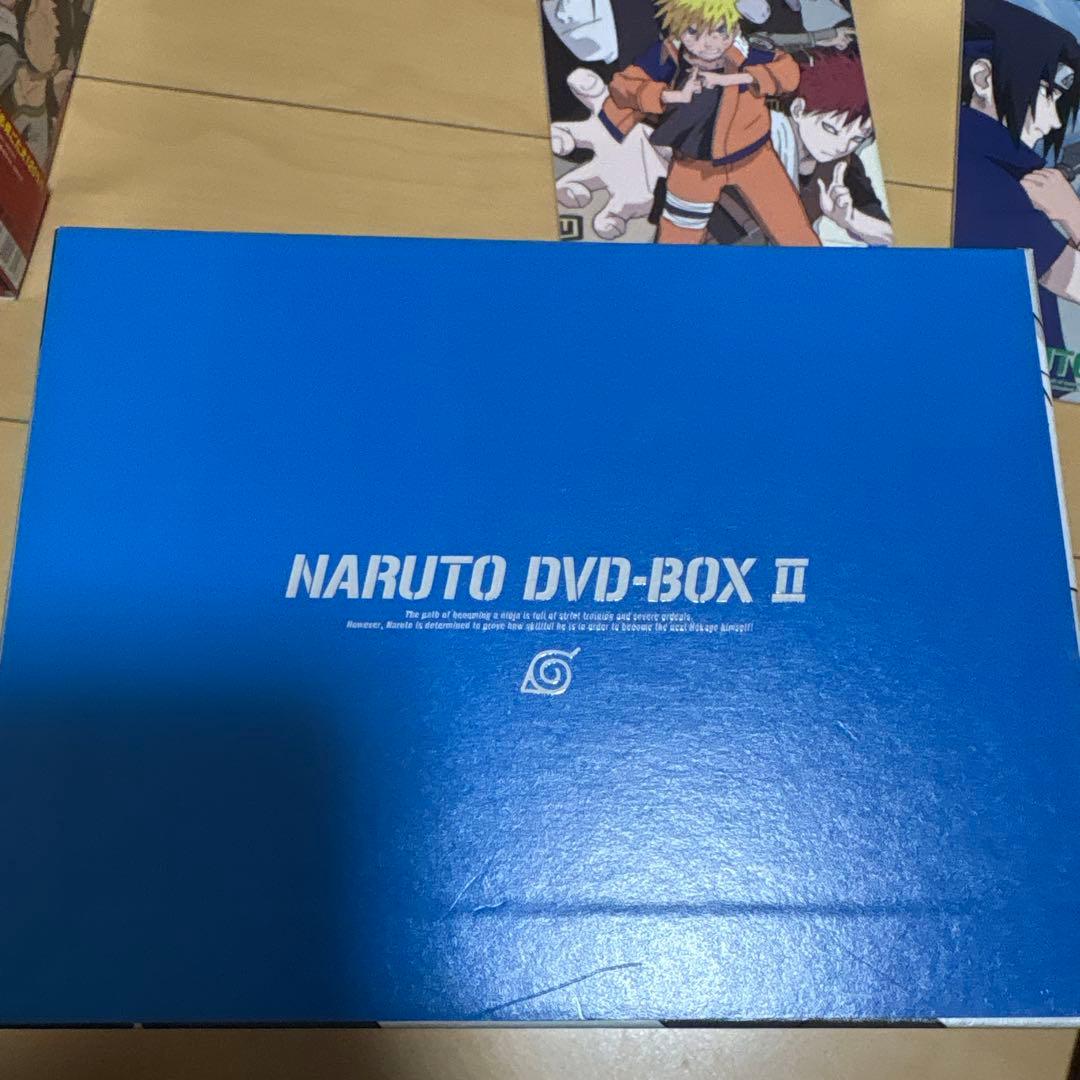 NARUTO DVD-BOX II
The path of becoming a ninja is full of strict training and severe ordeals.
However, Naruto is determined to prove how skillful he is in order to become the next Hokage himself!